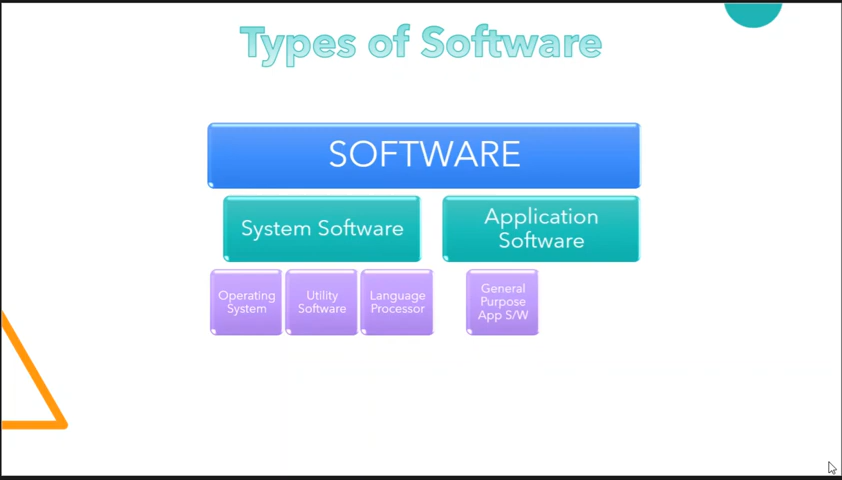 Types of Software
SOFTWARE
System Software
Application
Software
Operating
System
Utility
Software
Language
Processor
General
Purpose
App S/W